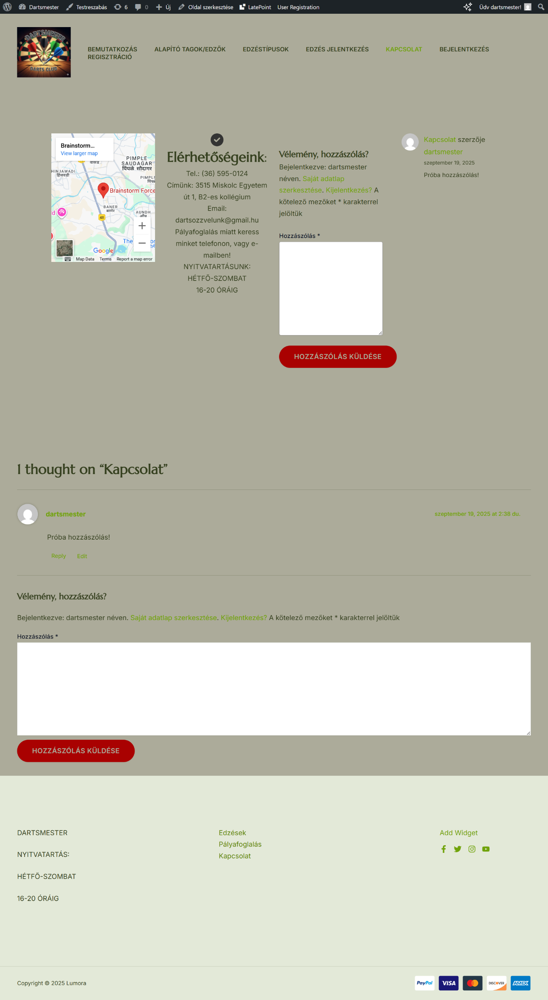 Dartsmester Testreszabás 6 0 Új Oldal szerkesztése LatePoint User Registration Üdv dartsmester!
DARTSMESTER
DARTS CLUB
BEMUTATKOZÁS ALAPÍTÓ TAGOK/EDZŐK EDZÉSTÍPUSOK EDZÉS JELENTKEZÉS KAPCSOLAT BEJELENTKEZÉS
REGISZTRÁCIÓ
Brainstorm...
View larger map
वाकड
PIMPLE
SAUDAGAR
पिंपळे सौदागर
HINJAWADI
हिंजवडी
PIMPLE
Brainstorm Force
BANER
बाणेर
AUNDH
औंध
48
The
Google
Map Data Terms Report a map error
Elérhetőségeink:
Tel.: (36) 595-0124
Címünk: 3515 Miskolc Egyetem
út 1, B2-es kollégium
Email:
dartsozzvelunk@gmail.hu
Pályafoglalás miatt keress
minket telefonon, vagy e-
mailben!
NYITVATARTÁSUNK:
HÉTFŐ-SZOMBAT
16-20 ÓRÁIG
Vélemény, hozzászólás?
Bejelentkezve: dartsmester
néven. Saját adatlap
szerkesztése. Kijelentkezés? A
kötelező mezőket * karakterrel
jelöltük
Hozzászólás *
HOZZÁSZÓLÁS KÜLDÉSE
Kapcsolat szerzője
dartsmester
szeptember 19, 2025
Próba hozzászólás!
1 thought on “Kapcsolat”
dartsmester szeptember 19, 2025 at 2:38 du.
Próba hozzászólás!
Reply Edit
Vélemény, hozzászólás?
Bejelentkezve: dartsmester néven. Saját adatlap szerkesztése. Kijelentkezés? A kötelező mezőket * karakterrel jelöltük
Hozzászólás *
HOZZÁSZÓLÁS KÜLDÉSE
DARTSMESTER
NYITVATARTÁS:
HÉTFŐ-SZOMBAT
16-20 ÓRÁIG
Edzések
Pályafoglalás
Kapcsolat
Add Widget
Copyright © 2025 Lumora
PayPal VISA DISCOVER AMEX